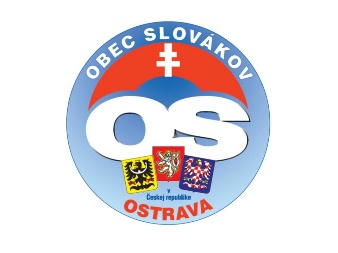 OBEC SLOVÁKOV
OS
v
Českej republike
OSTRAVA